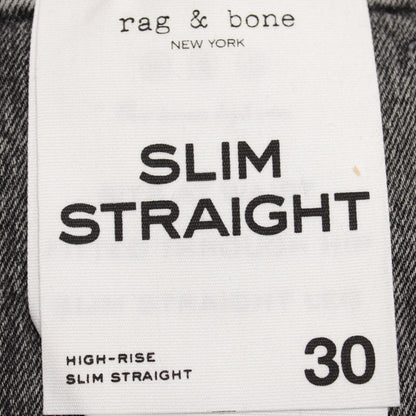 rag & bone
NEW YORK
SLIM
STRAIGHT
HIGH-RISE
SLIM STRAIGHT
30